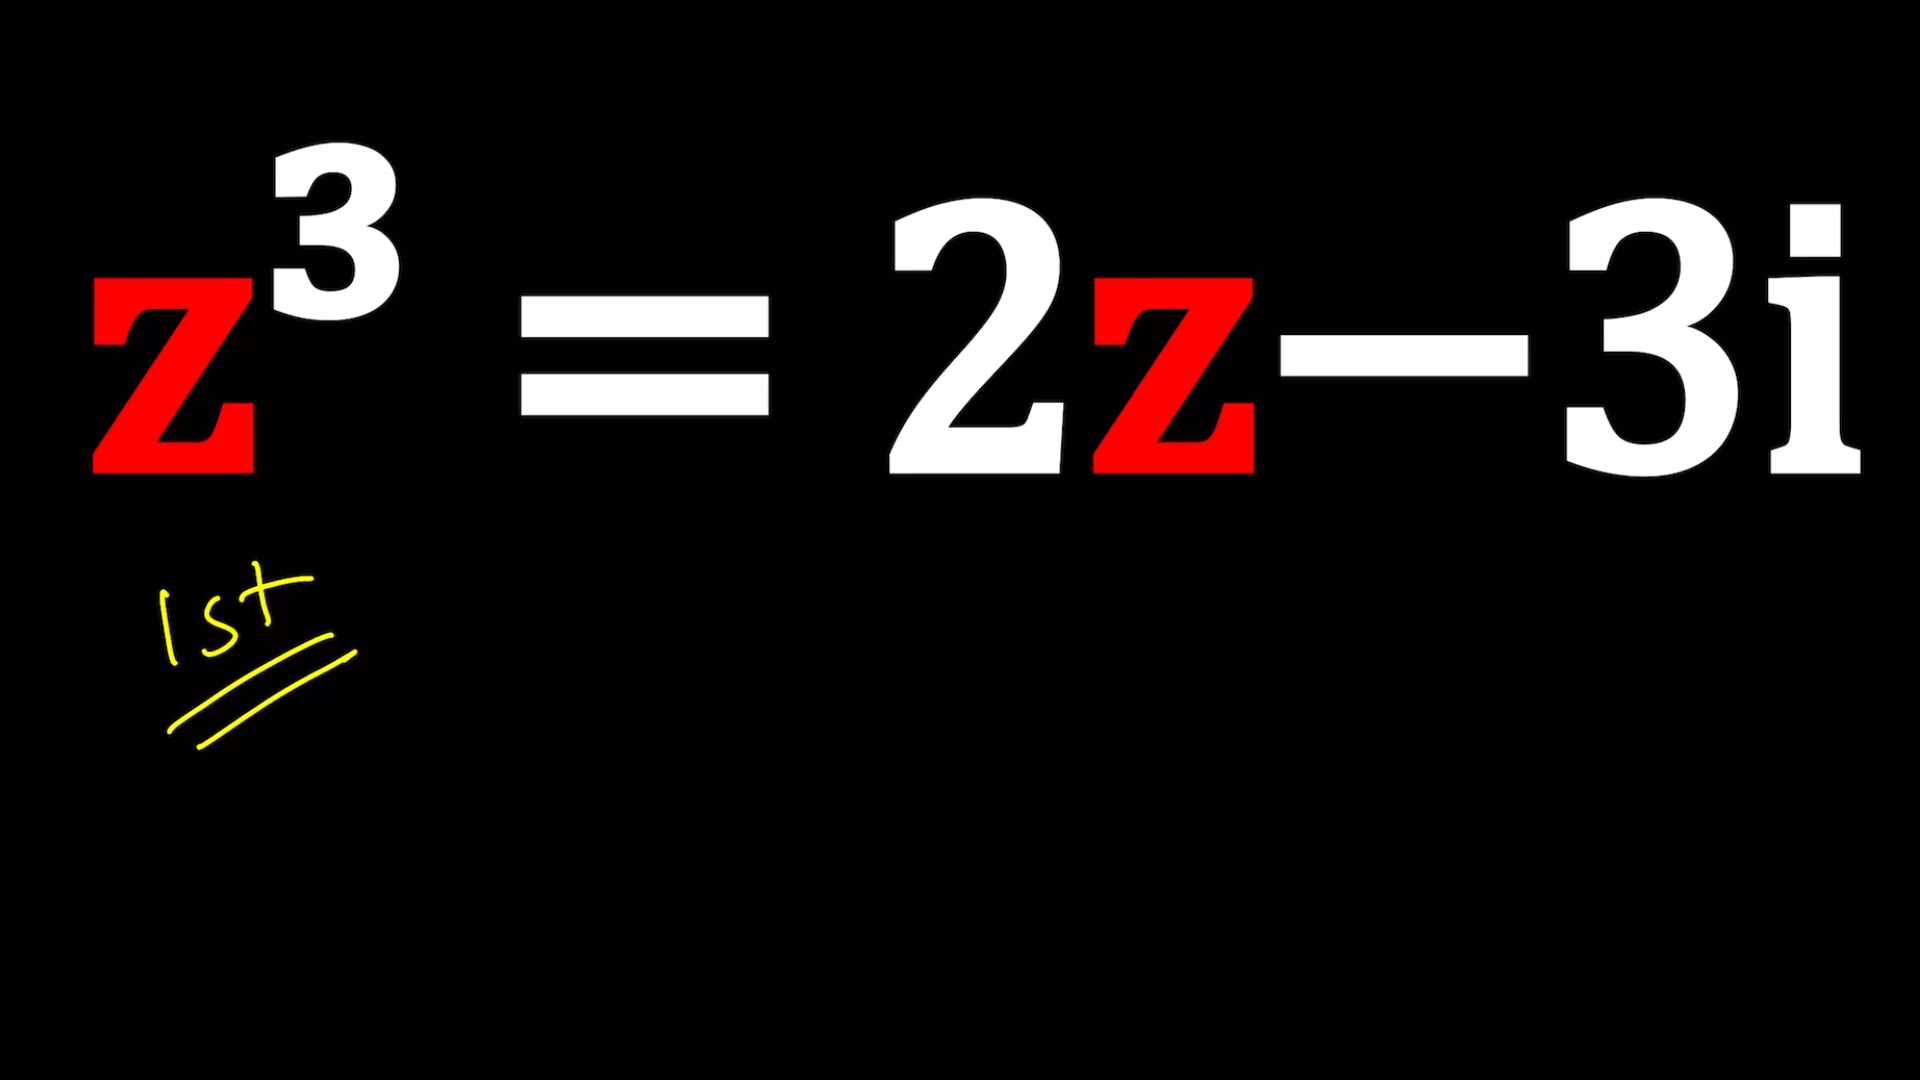 z³ = 2z−3i
1st